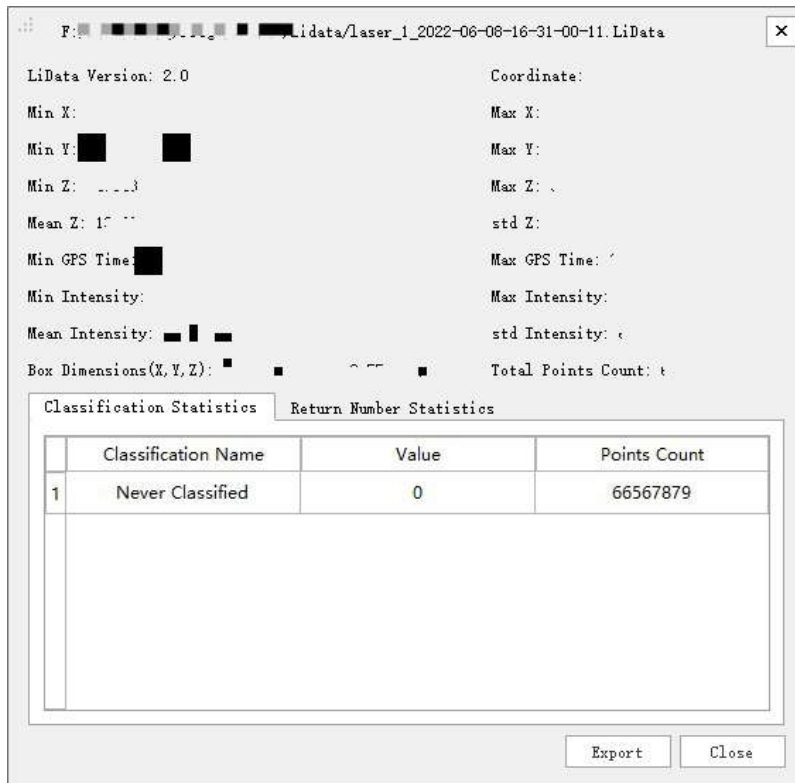 Lidata/laser_1_2022-06-08-16-31-00-11.LiData
LiData Version: 2.0 Coordinate:
Min X: Max X:
Min Y: Max Y:
Min Z: Max Z:
Mean Z: std Z:
Min GPS Time: Max GPS Time:
Min Intensity: Max Intensity:
Mean Intensity: std Intensity:
Box Dimensions(X,Y,Z): Total Points Count:
Classification Statistics Return Number Statistics
Classification Name Value Points Count
1 Never Classified 0 66567879
Export Close